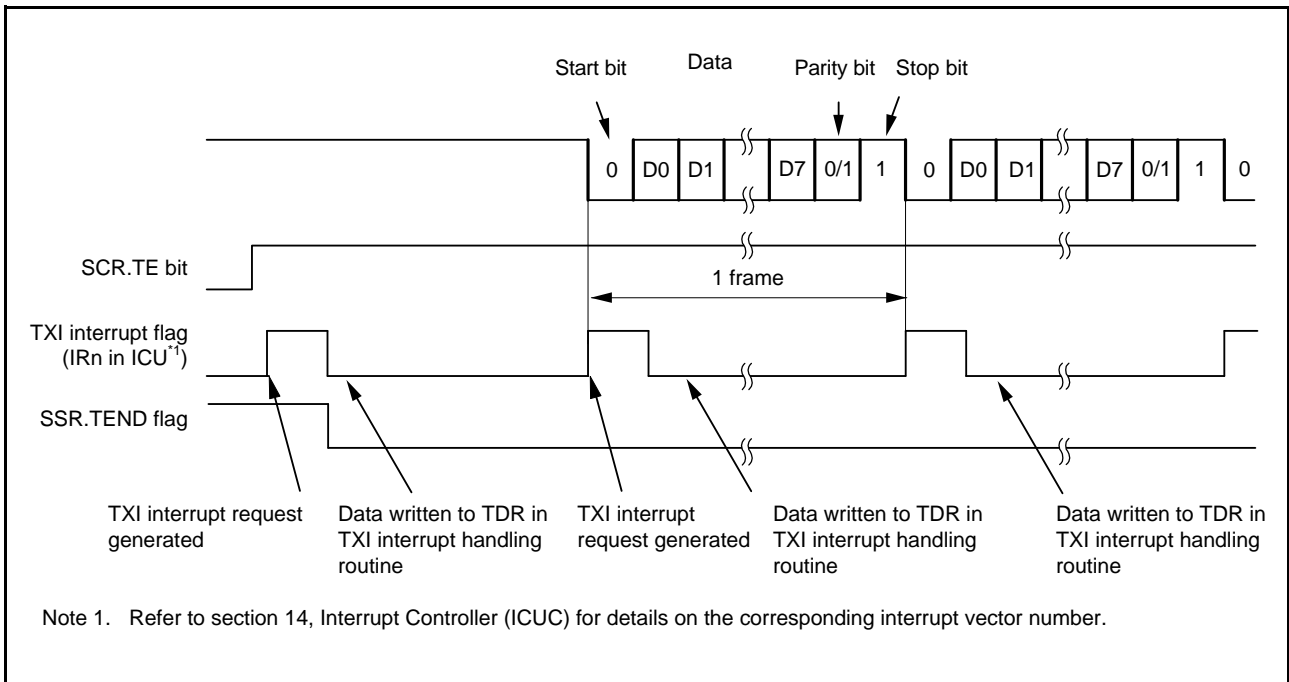 Start bit
Data
Parity bit
Stop bit
0 D0 D1 D7 0/1 1 0 D0 D1 D7 0/1 1 0
SCR.TE bit
1 frame
TXI interrupt flag
(IRn in ICU*1)
SSR.TEND flag
TXI interrupt request
generated
Data written to TDR in
TXI interrupt handling
routine
TXI interrupt
request generated
Data written to TDR in
TXI interrupt handling
routine
Data written to TDR in
TXI interrupt handling
routine
Note 1. Refer to section 14, Interrupt Controller (ICUC) for details on the corresponding interrupt vector number.